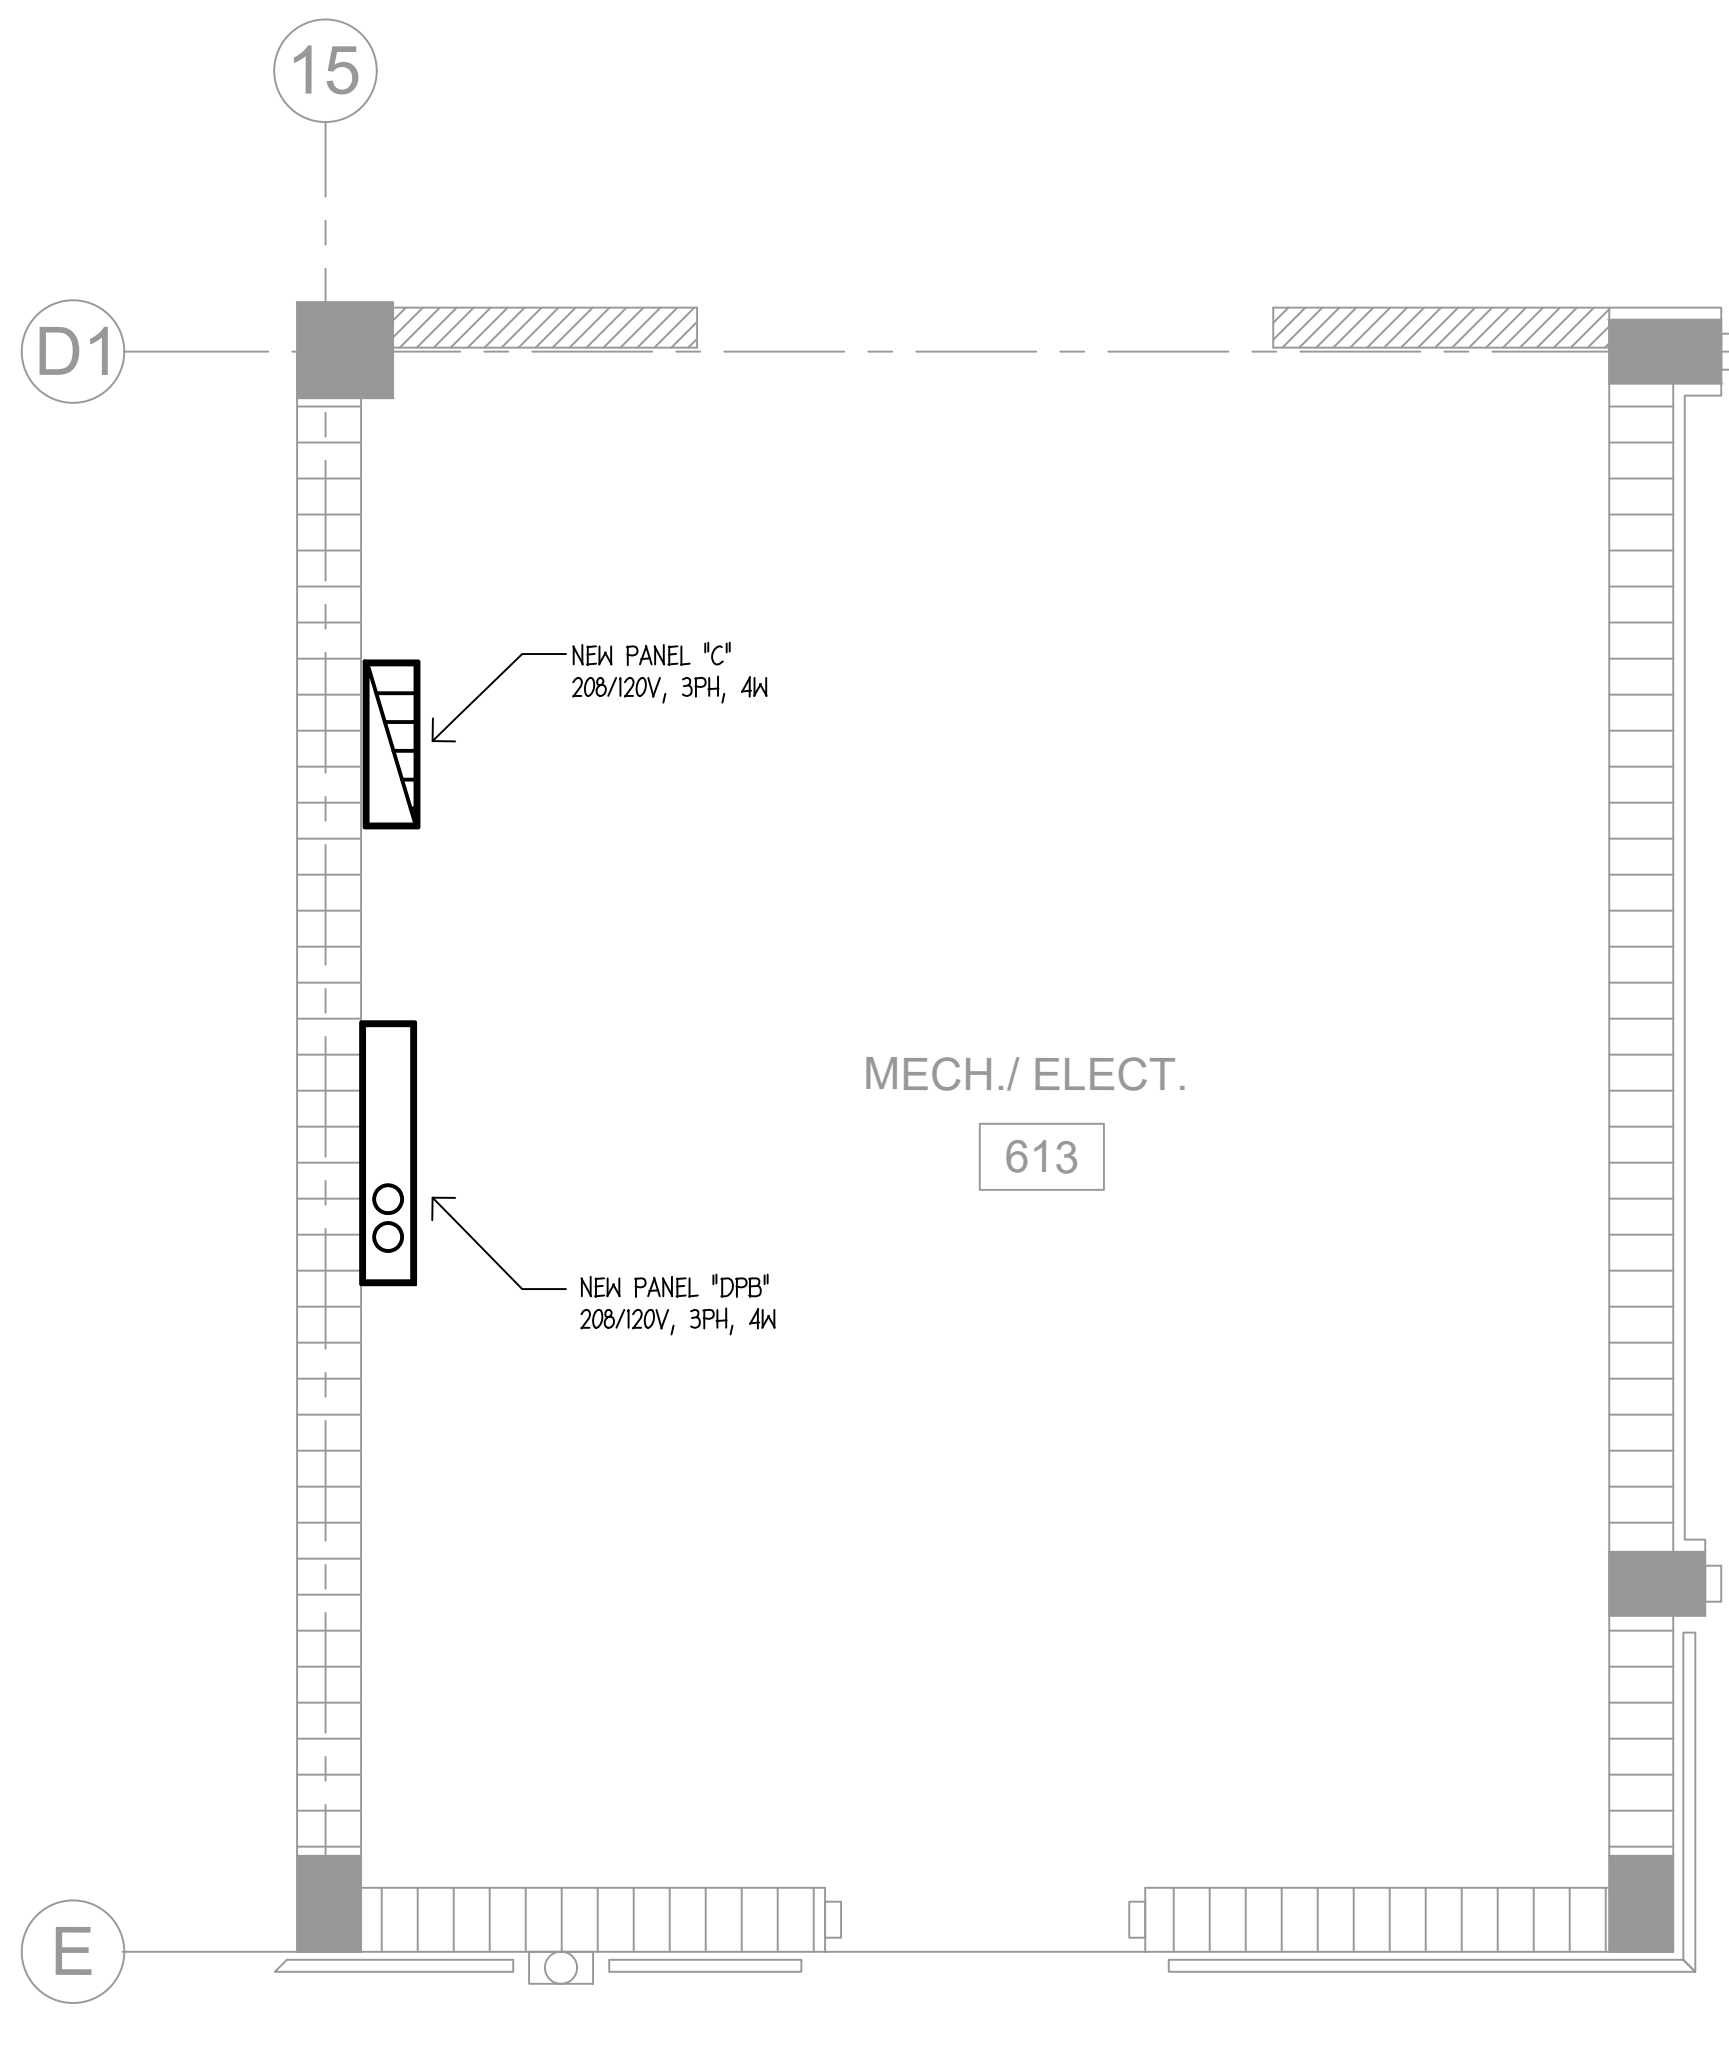 15
D1
NEW PANEL "C"
208/120V, 3PH, 4W
MECH./ ELECT.
613
NEW PANEL "DPB"
208/120V, 3PH, 4W
E